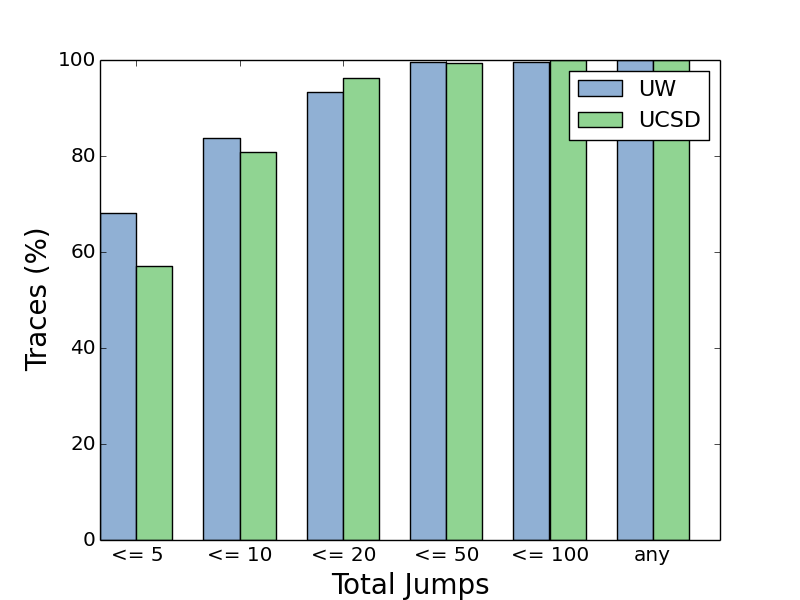 100
80
60
40
20
0
Traces (%)
UW
UCSD
<= 5 <= 10 <= 20 <= 50 <= 100 any
Total Jumps